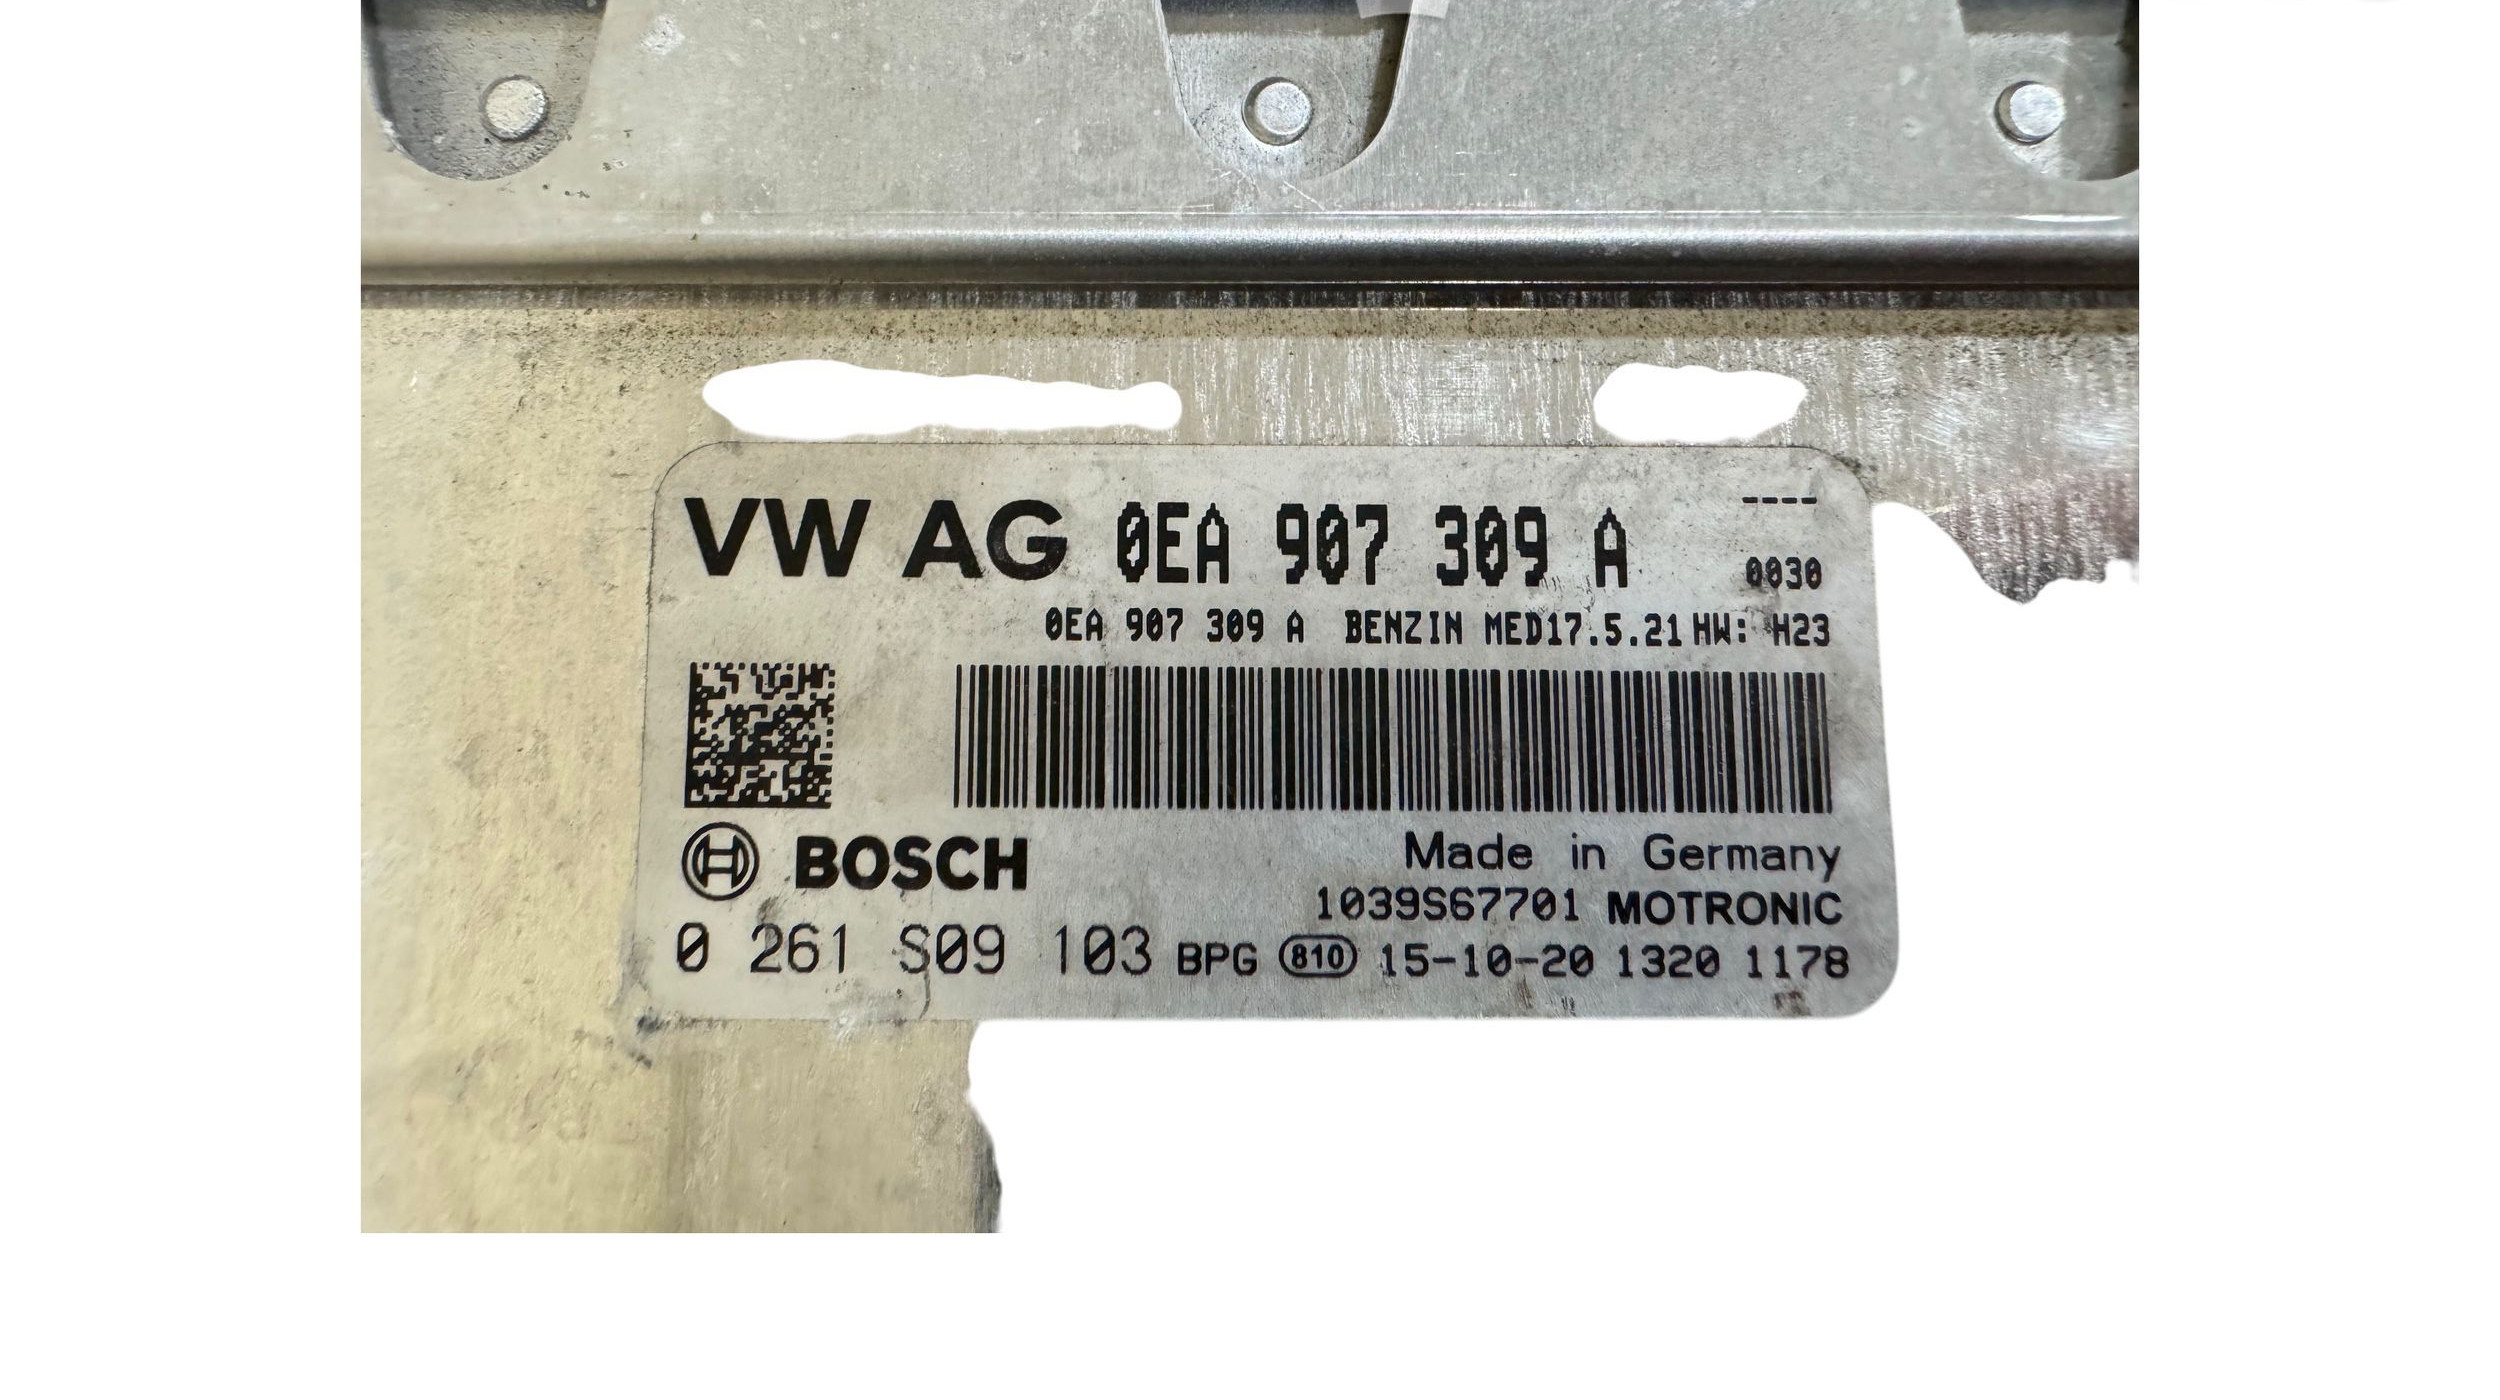 VW AG 0EA 907 309 A ----
0030
0EA 907 309 A BENZIN MED17.5.21 HW: H23
BOSCH
Made in Germany
1039S67701 MOTRONIC
0 261 S09 103 BPG 810 15-10-20 1320 1178